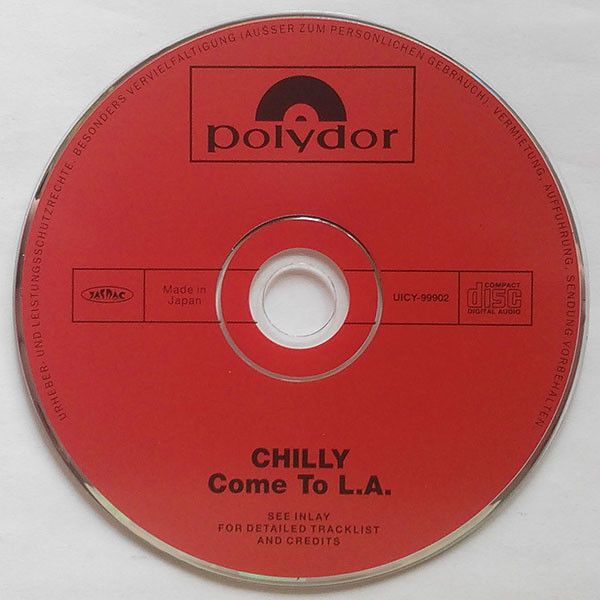 URHEBER- UND LEISTUNGSSCHUTZRECHTE, BESONDERS VERVIELFÄLTIGUNG (AUSSER ZUM PERSÖNLICHEN GEBRAUCH), VERMIETUNG, AUFFÜHRUNG, SENDUNG VORBEHALTEN
polydor
JASRAC
Made in
Japan
UICY-99902
COMPACT
disc
DIGITAL AUDIO
CHILLY
Come To L.A.
SEE INLAY
FOR DETAILED TRACKLIST
AND CREDITS